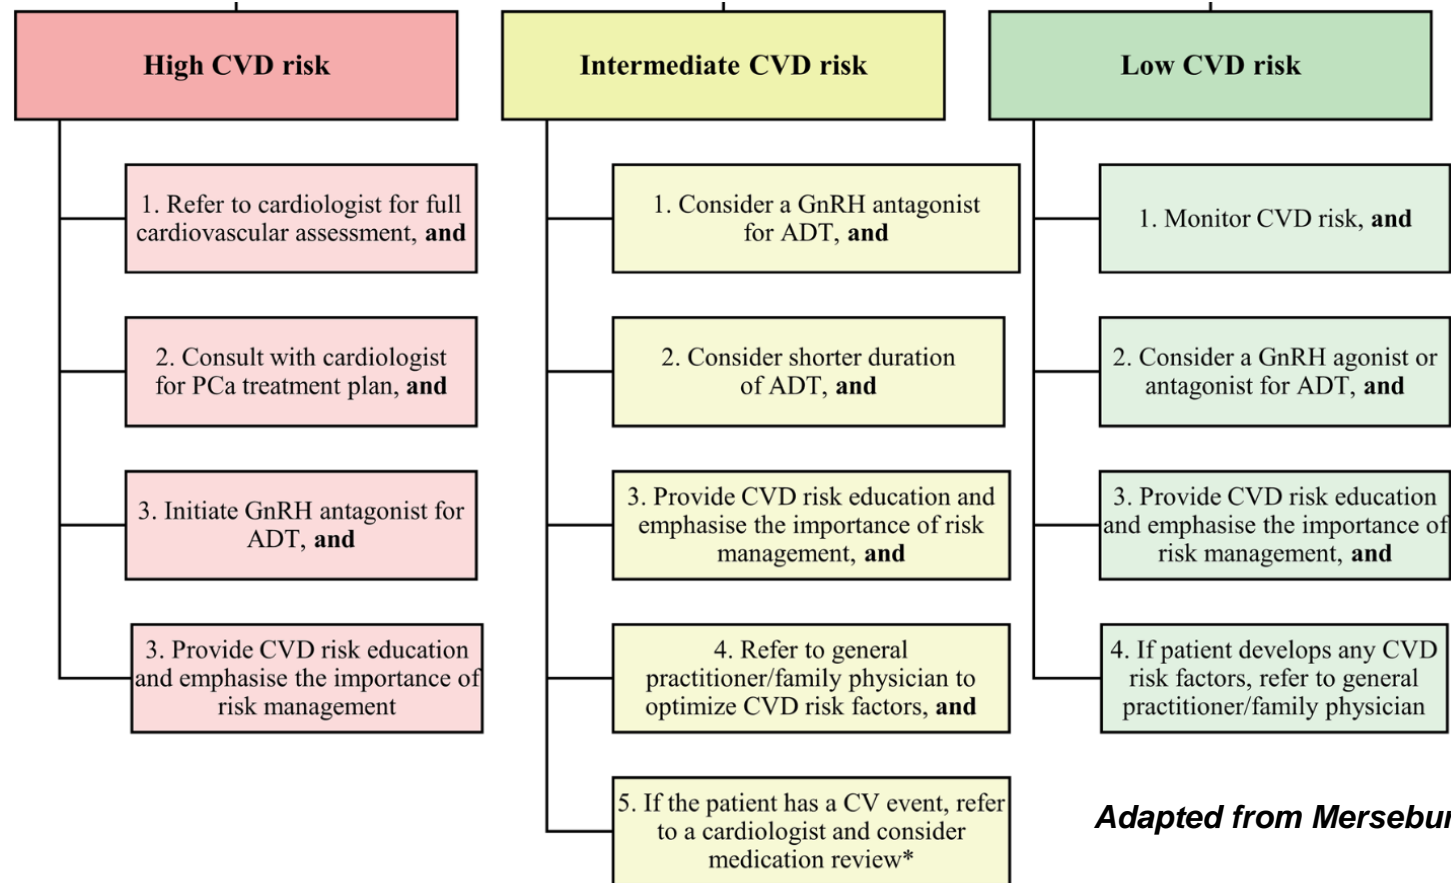 High CVD risk
1. Refer to cardiologist for full
cardiovascular assessment, and
2. Consult with cardiologist
for PCa treatment plan, and
3. Initiate GnRH antagonist for
ADT, and
3. Provide CVD risk education
and emphasise the importance of
risk management
Intermediate CVD risk
1. Consider a GnRH antagonist
for ADT, and
2. Consider shorter duration
of ADT, and
3. Provide CVD risk education and
emphasise the importance of risk
management, and
4. Refer to general
practitioner/family physician to
optimize CVD risk factors, and
5. If the patient has a CV event, refer
to a cardiologist and consider
medication review*
Low CVD risk
1. Monitor CVD risk, and
2. Consider a GnRH agonist or
antagonist for ADT, and
3. Provide CVD risk education
and emphasise the importance of
risk management, and
4. If patient develops any CVD
risk factors, refer to general
practitioner/family physician
Adapted from